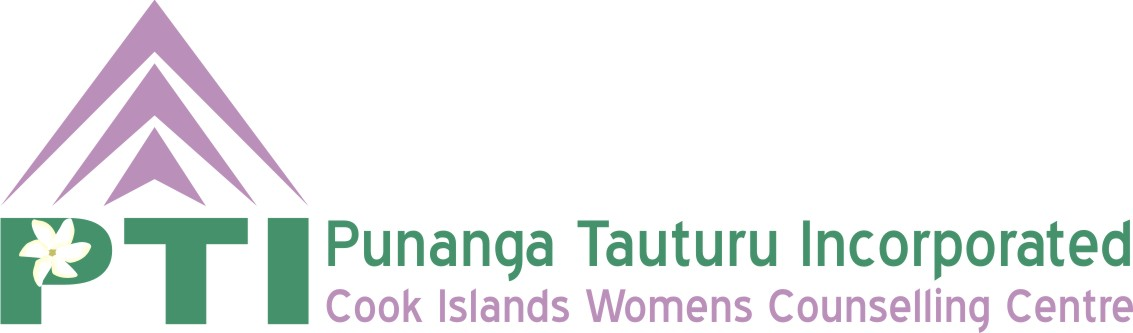 PTI
Punanga Tauturu Incorporated
Cook Islands Womens Counselling Centre